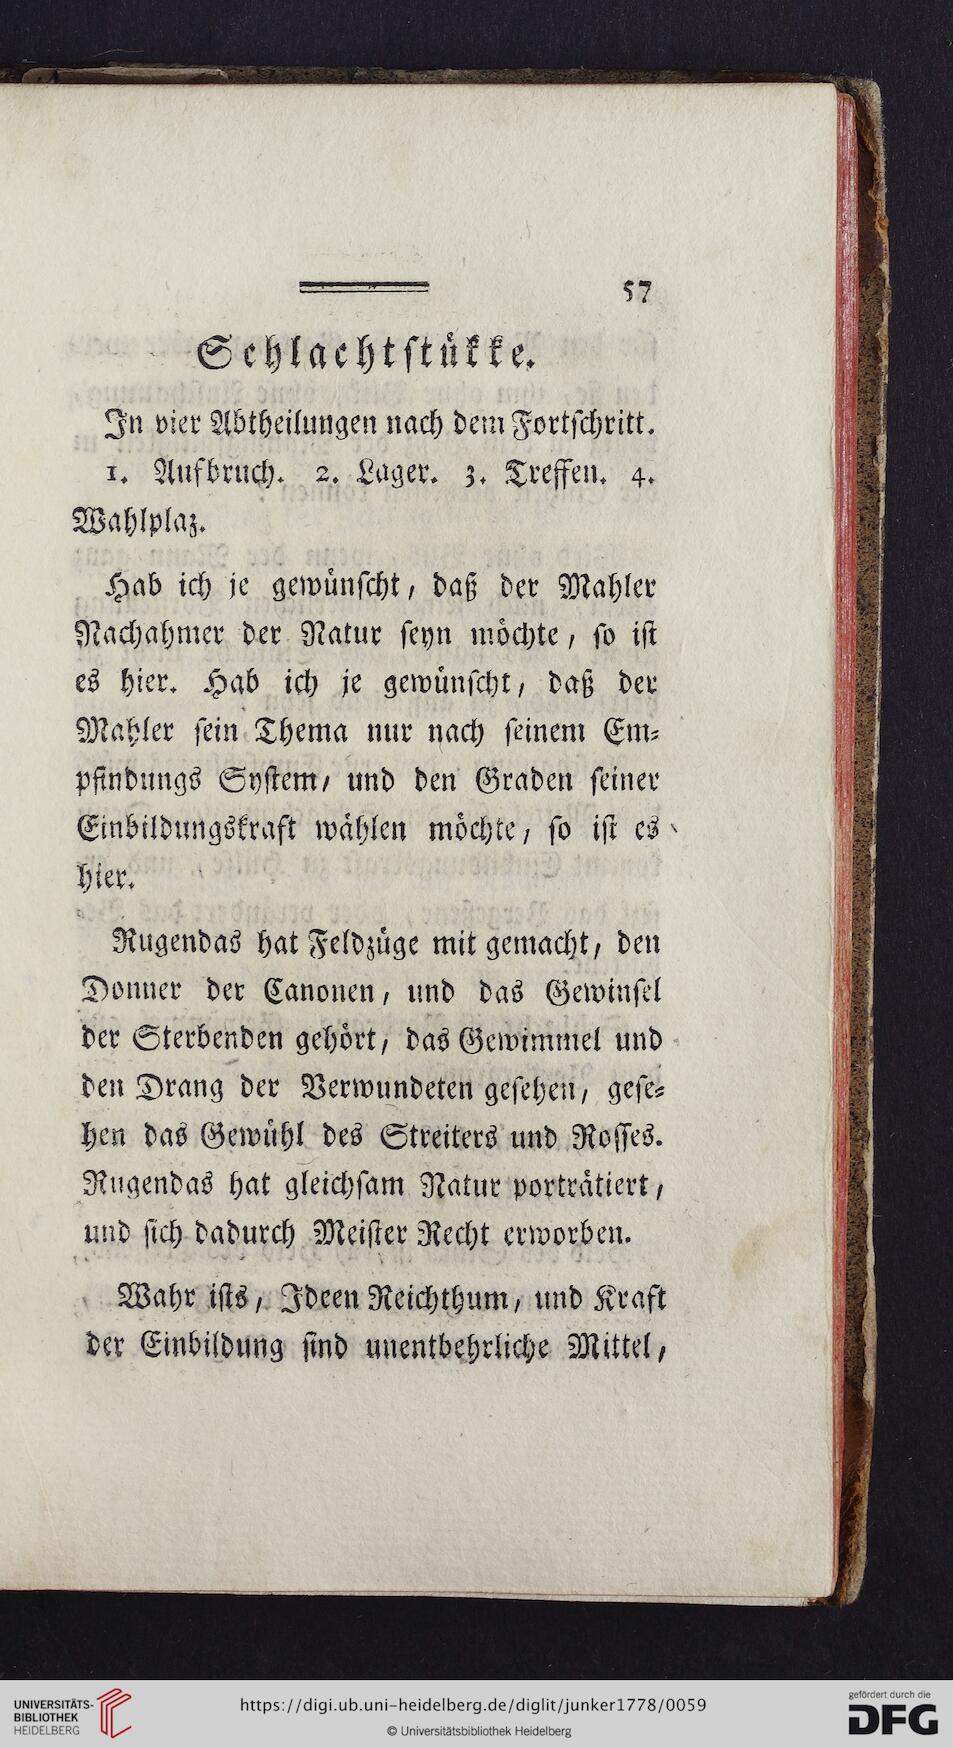 57
Schlachtstükke.
In vier Abtheilungen nach dem Fortschritt.
1. Aufbruch. 2. Lager. 3. Treffen. 4.
Wahlplaz.
Hab ich je gewünscht, daß der Mahler
Nachahmer der Natur seyn möchte, so ist
es hier. Hab ich je gewünscht, daß der
Mahler sein Thema nur nach seinem Em-
pfindungs System, und den Graden seiner
Einbildungskraft wählen möchte, so ist es
hier.
Rugendas hat Feldzüge mit gemacht, den
Donner der Canonen, und das Gewinsel
der Sterbenden gehört, das Gewimmel und
den Drang der Verwundeten gesehen, gese-
hen das Gewühl des Streiters und Rosses.
Rugendas hat gleichsam Natur porträtiert,
und sich dadurch Meister Recht erworben.
Wahr ists, Ideen Reichthum, und Kraft
der Einbildung sind unentbehrliche Mittel,
UNIVERSITÄTS-
BIBLIOTHEK
HEIDELBERG
https://digi.ub.uni-heidelberg.de/diglit/junker1778/0059
© Universitätsbibliothek Heidelberg
gefördert durch die
DFG